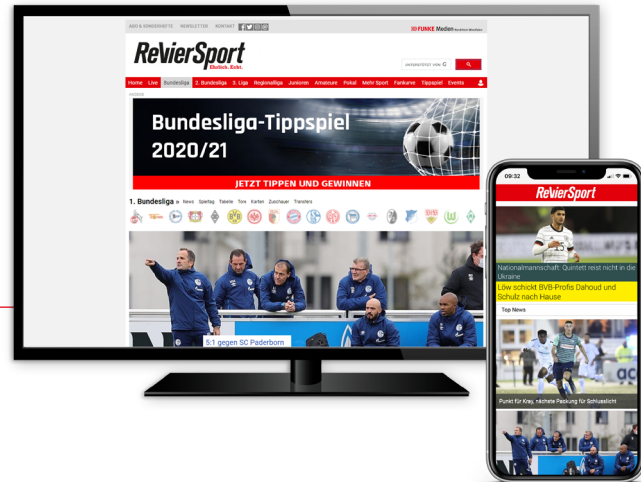 ABO & SONDERHEFTE NEWSLETTER KONTAKT
FUNKE Medien
RevierSport
Ehrlich. Echt.
UNTERSTÜTZT VON G
Home Live Bundesliga 2. Bundesliga 3. Liga Regionalliga Junioren Amateure Pokal Mehr Sport Fankurve Tippspiel Events
ANZEIGE
Bundesliga-Tippspiel
2020/21
JETZT TIPPEN UND GEWINNEN
1. Bundesliga » News Spieltag Tabelle Tore Karten Zuschauer Transfers
5:1 gegen SC Paderborn
09:32
RevierSport
Nationalmannschaft: Quintett reist nicht in die
Ukraine
Löw schickt BVB-Profis Dahoud und
Schulz nach Hause
Top News
Punkt für Kray, nächste Packung für Schlusslicht